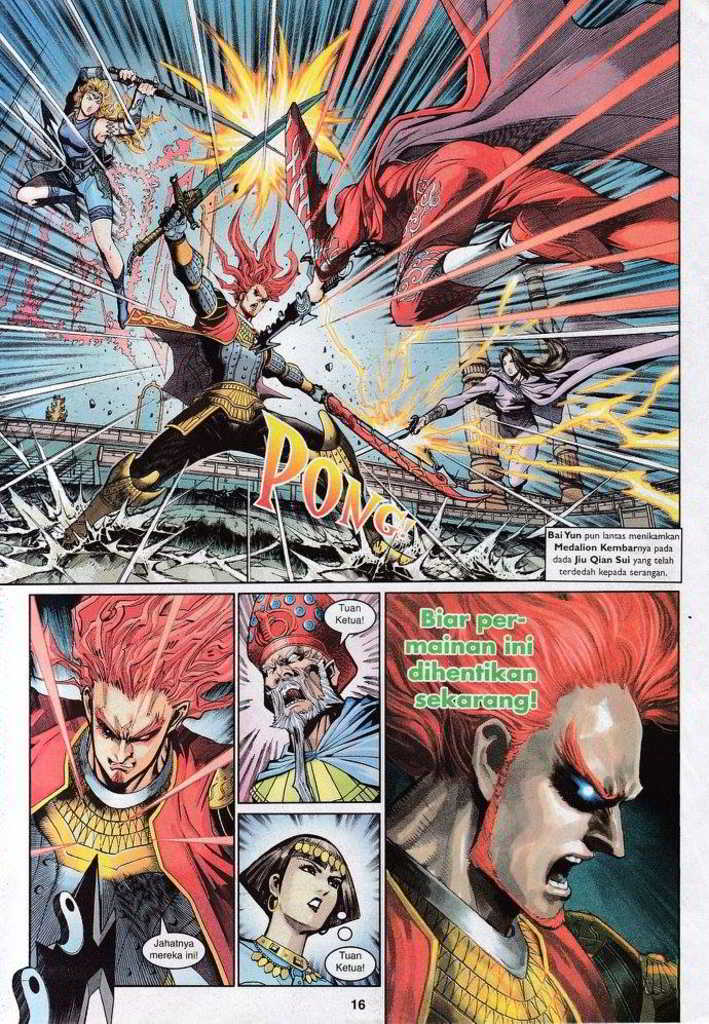 PONG!
Bai Yun pun lantas menikamkan
Medalion Kembarnya pada
dada Jiu Qian Sui yang telah
terdedah kepada serangan.
Tuan
Ketua!
Biar per-
mainan ini
dihentikan
sekarang!
Jahatnya
mereka ini!
Tuan
Ketua!
16